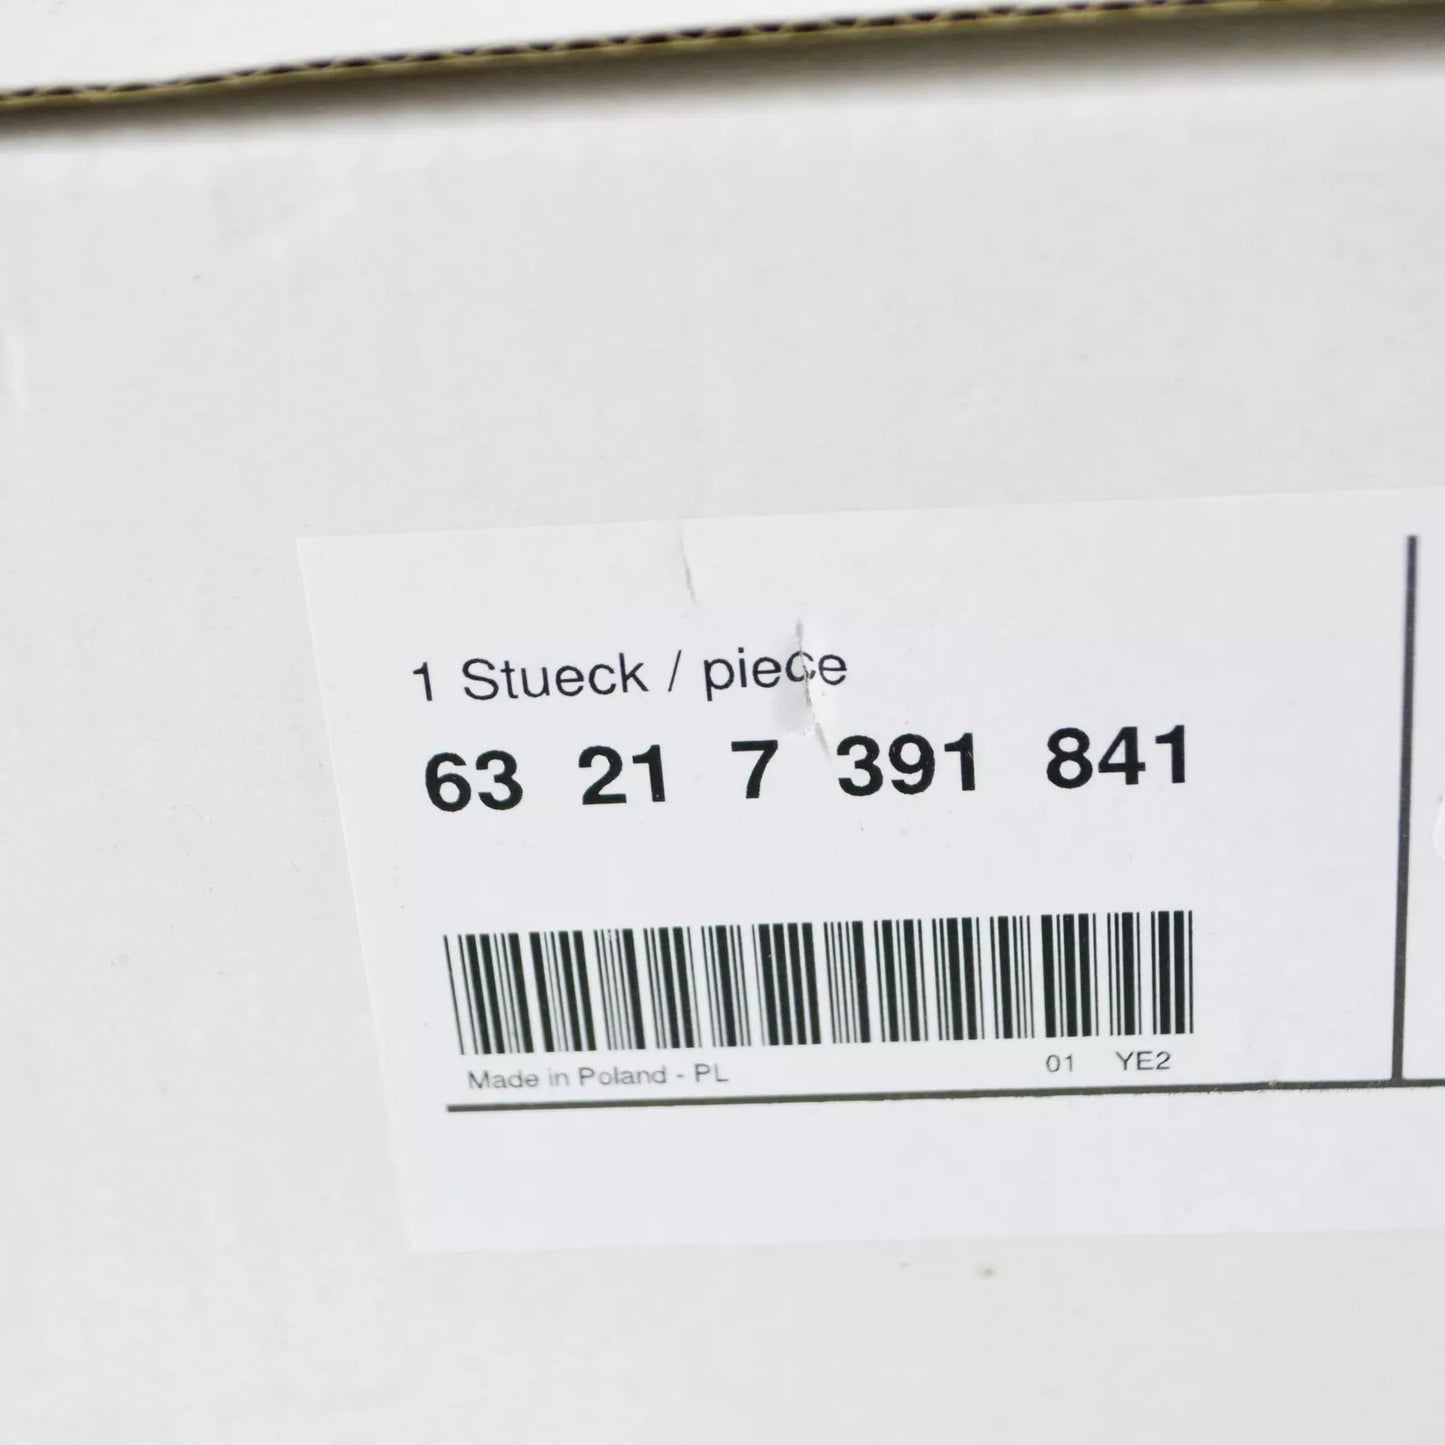 1 Stueck / piece
63 21 7 391 841
Made in Poland - PL 01 YE2